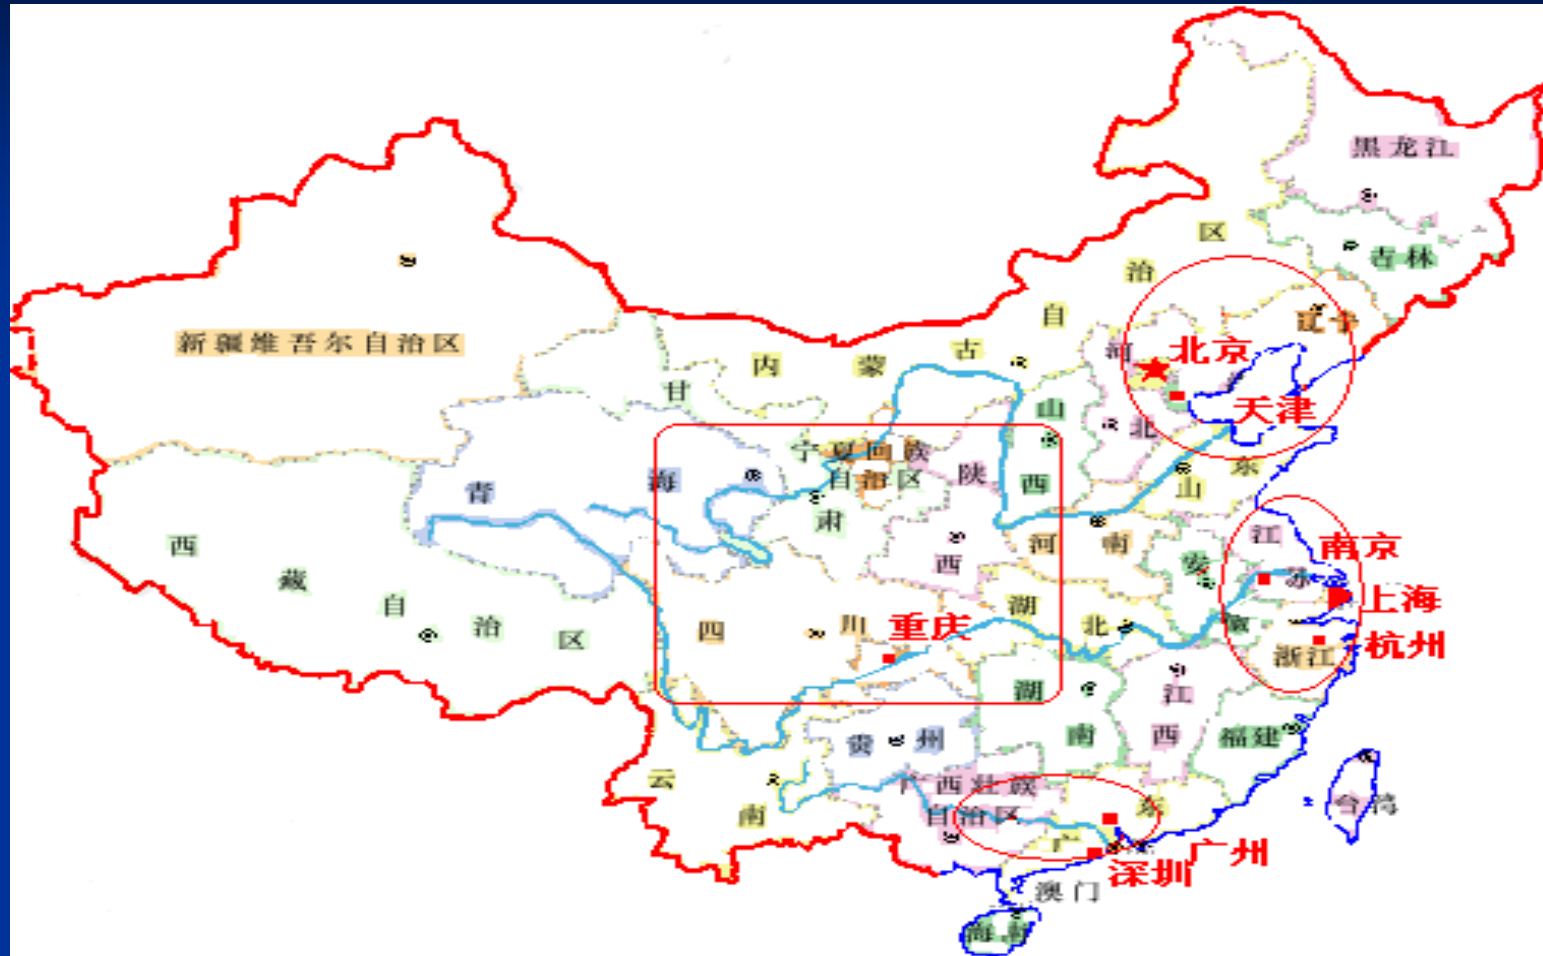 黑龙江
吉林
辽宁
内蒙古自治区
新疆维吾尔自治区
甘肃
北京
河北
天津
山西
宁夏回族
自治区
陕西
青海
山东
西藏自治区
河南
江苏
南京
安徽
上海
四川
重庆
湖北
杭州
浙江
湖南
江西
贵州
福建
云南
广西壮族
自治区
广东
台湾
广州
深圳
澳门
海南